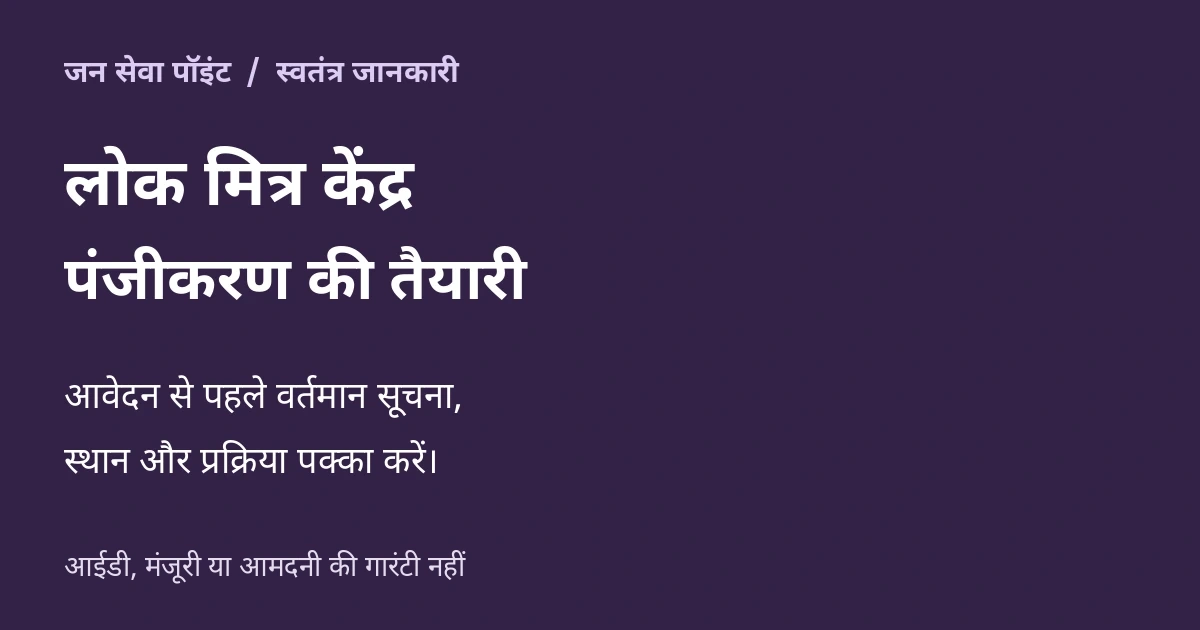 जन सेवा पॉइंट / स्वतंत्र जानकारी
लोक मित्र केंद्र
पंजीकरण की तैयारी
आवेदन से पहले वर्तमान सूचना,
स्थान और प्रक्रिया पक्का करें।
आईडी, मंजूरी या आमदनी की गारंटी नहीं